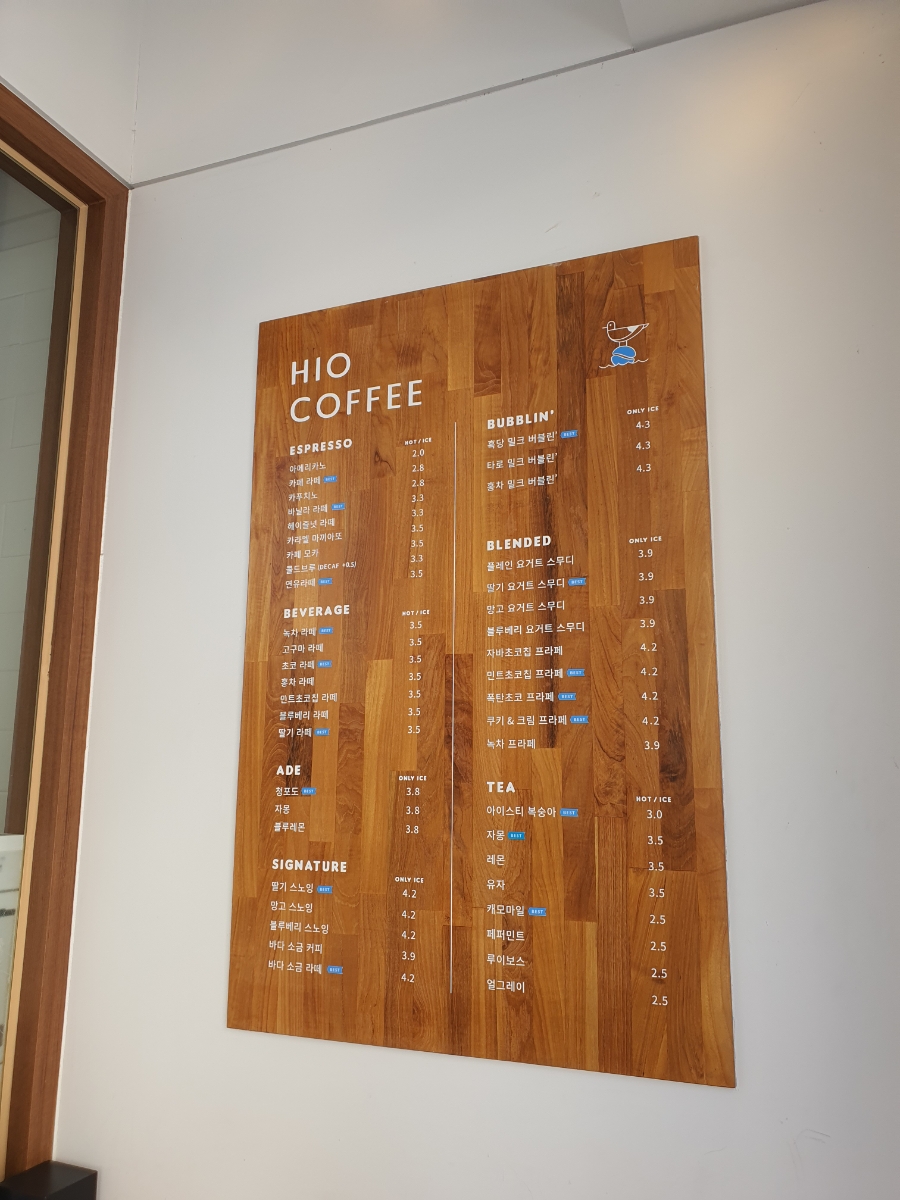 HIO
COFFEE
ESPRESSO HOT / ICE
아메리카노 2.0
카페 라떼 BEST 2.8
카푸치노 2.8
바닐라 라떼 BEST 3.3
헤이즐넛 라떼 3.3
카라멜 마끼아또 3.5
카페 모카 3.5
콜드브루 (DECAF +0.5) 3.3
연유라떼 BEST 3.5
BEVERAGE HOT / ICE
녹차 라떼 BEST 3.5
고구마 라떼 3.5
초코 라떼 BEST 3.5
홍차 라떼 3.5
민트초코칩 라떼 3.5
블루베리 라떼 3.5
딸기 라떼 BEST 3.5
ADE ONLY ICE
청포도 BEST 3.8
자몽 3.8
블루레몬 3.8
SIGNATURE ONLY ICE
딸기 스노잉 BEST 4.2
망고 스노잉 4.2
블루베리 스노잉 4.2
바다 소금 커피 3.9
바다 소금 라떼 BEST 4.2
BUBBLIN' ONLY ICE
흑당 밀크 버블린' BEST 4.3
타로 밀크 버블린' 4.3
홍차 밀크 버블린' 4.3
BLENDED ONLY ICE
플레인 요거트 스무디 3.9
딸기 요거트 스무디 BEST 3.9
망고 요거트 스무디 3.9
블루베리 요거트 스무디 3.9
자바초코칩 프라페 4.2
민트초코칩 프라페 BEST 4.2
폭탄초코 프라페 BEST 4.2
쿠키 & 크림 프라페 BEST 4.2
녹차 프라페 3.9
TEA HOT / ICE
아이스티 복숭아 BEST 3.0
자몽 BEST 3.5
레몬 3.5
유자 3.5
캐모마일 BEST 2.5
페퍼민트 2.5
루이보스 2.5
얼그레이 2.5